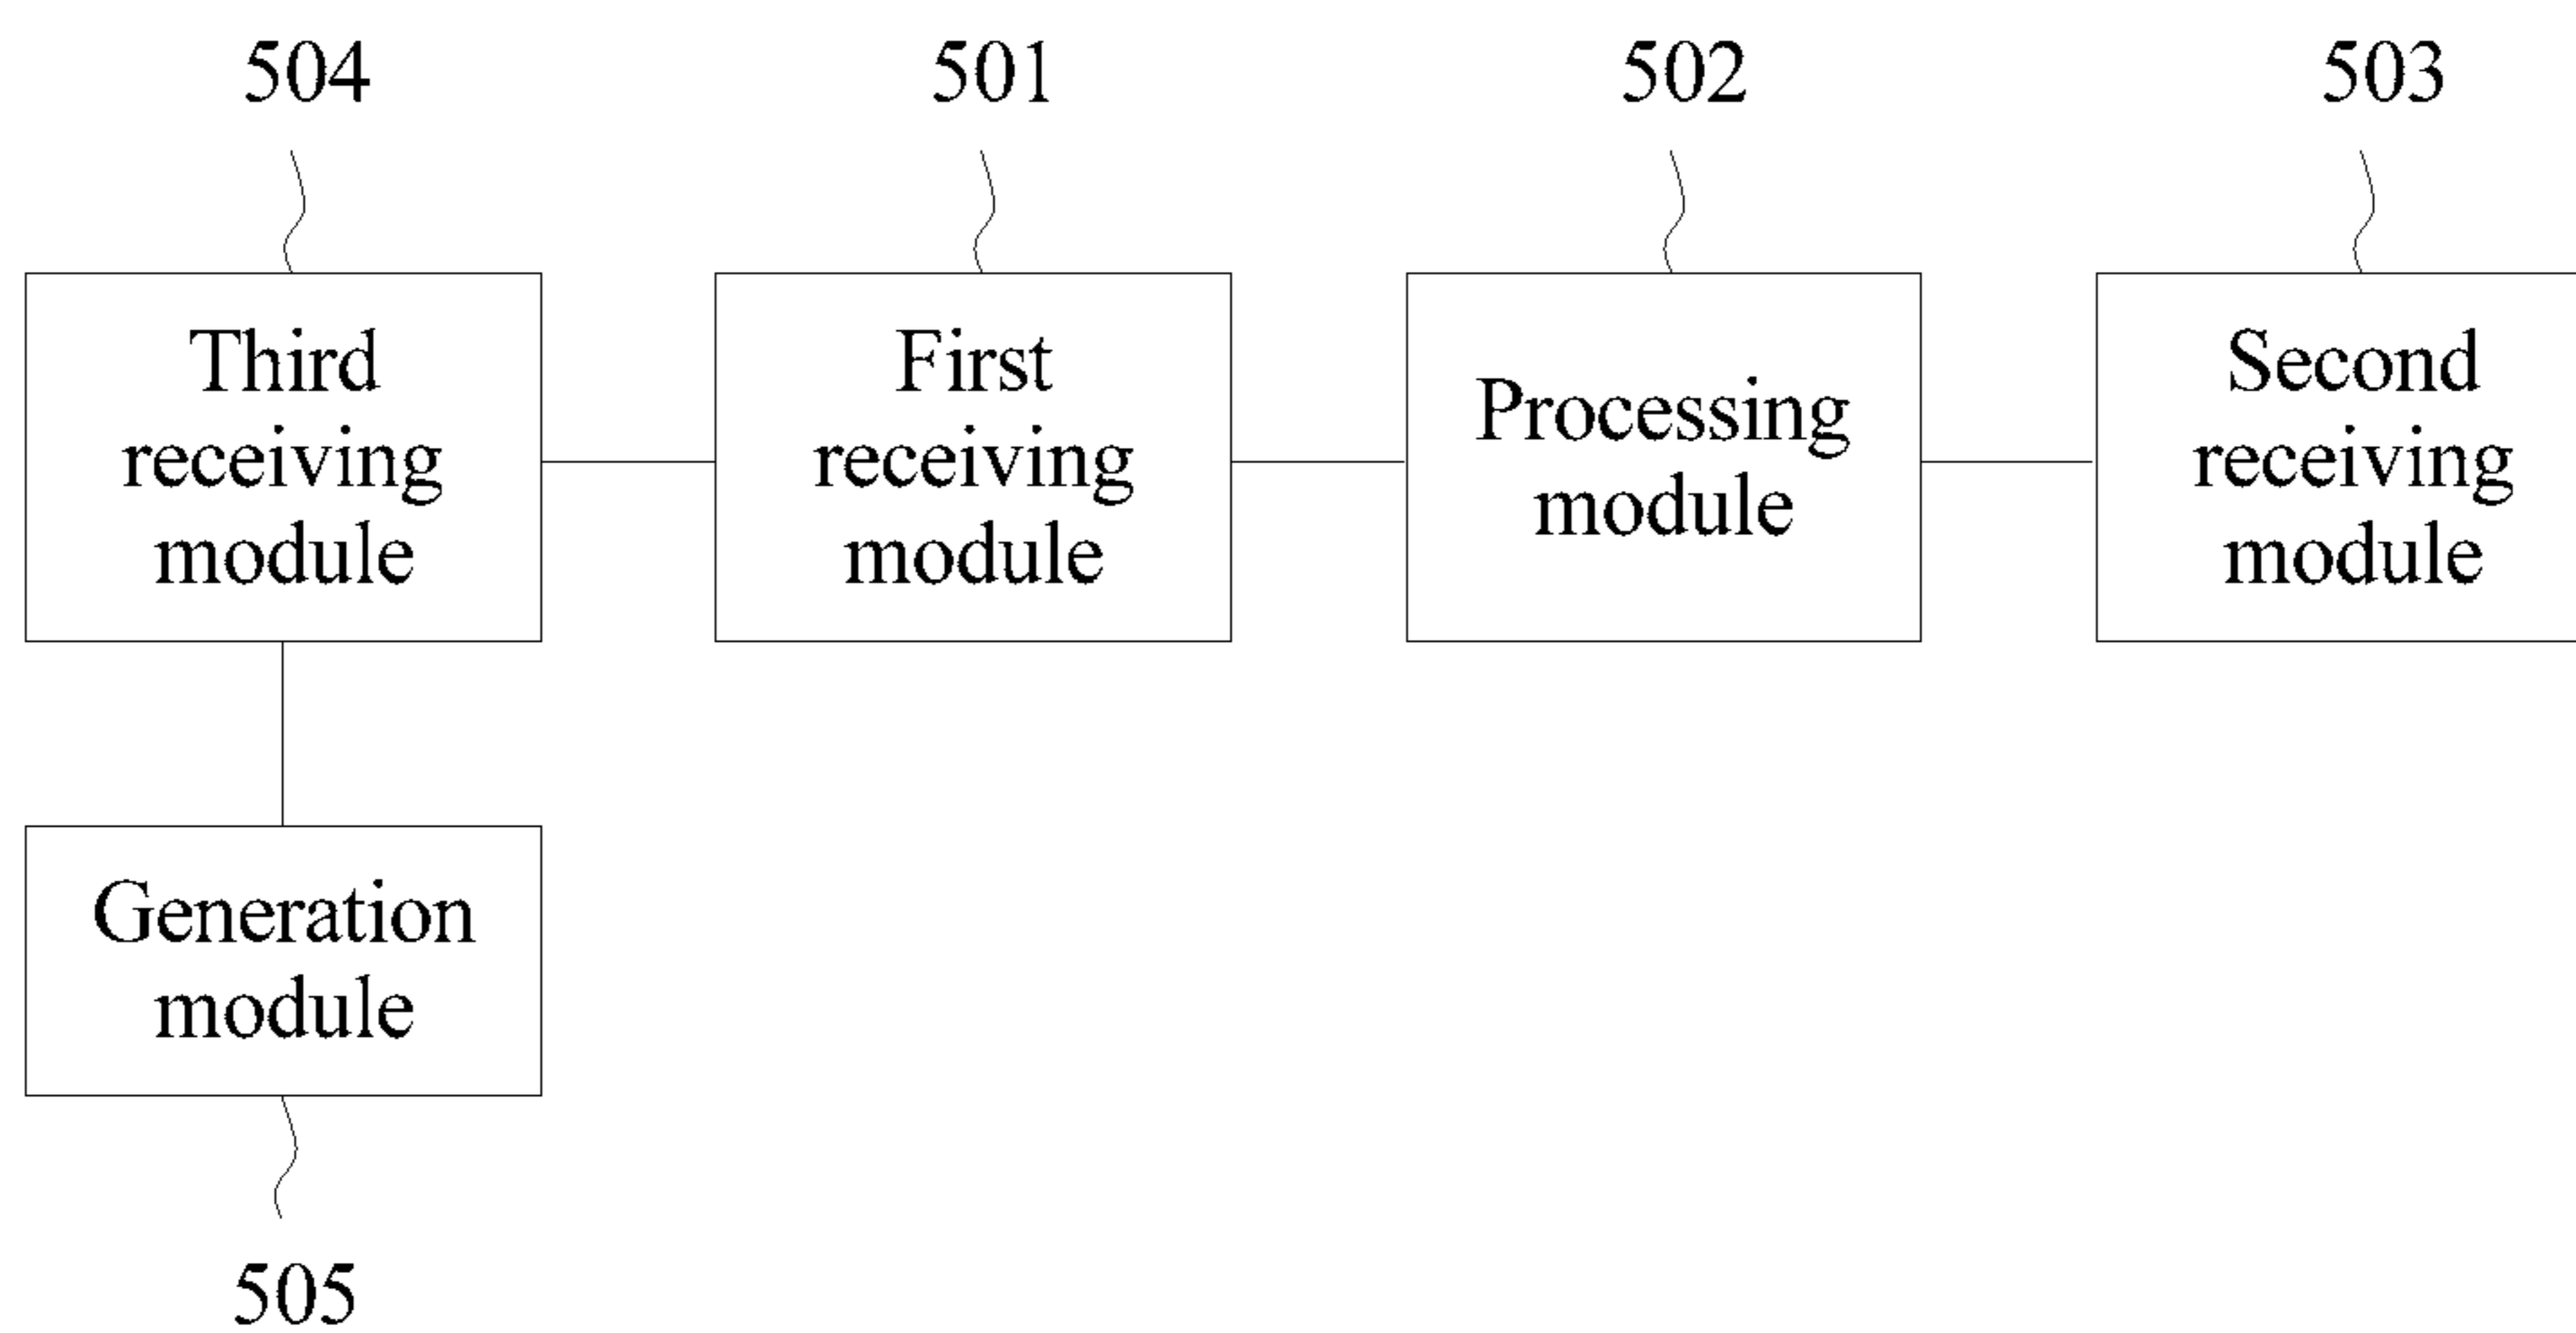 504
501
502
503
Third
receiving
module
First
receiving
module
Processing
module
Second
receiving
module
Generation
module
505